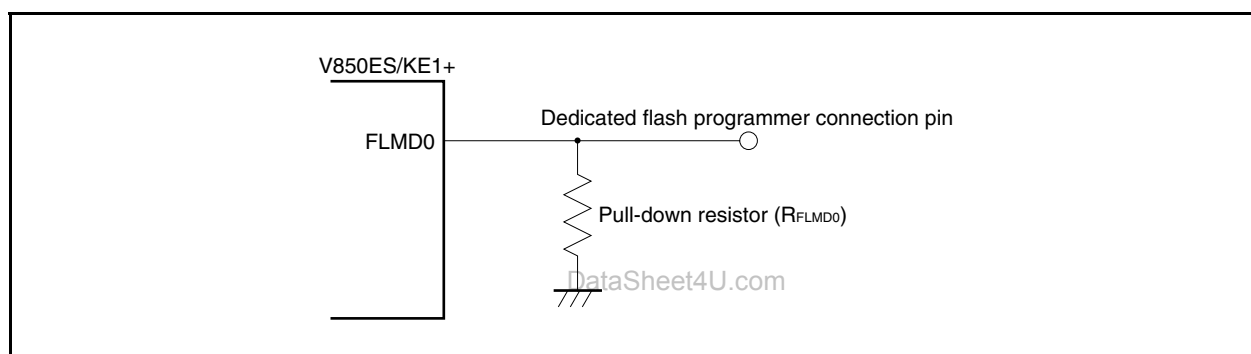 V850ES/KE1+
Dedicated flash programmer connection pin
FLMD0
Pull-down resistor (RFLMD0)
DataSheet4U.com